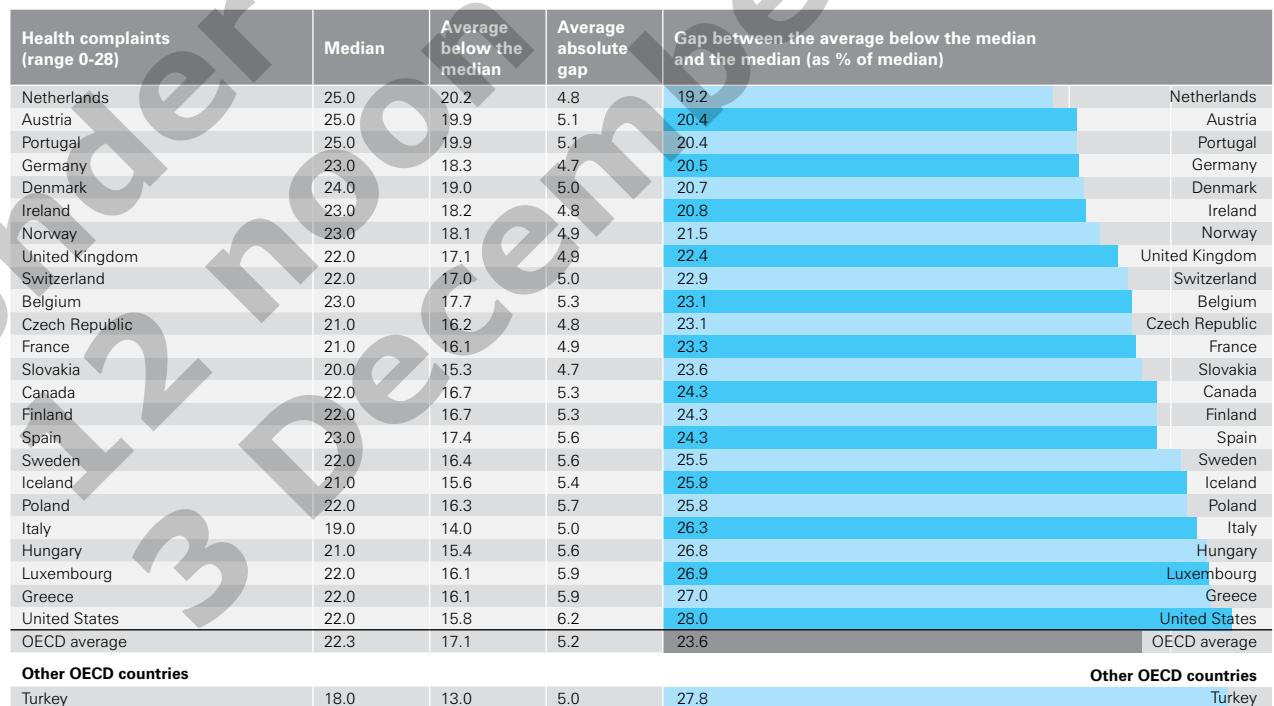 Health complaints (range 0-28) Median Average below the median Average absolute gap Gap between the average below the median and the median (as % of median)
Netherlands 25.0 20.2 4.8 19.2 Netherlands
Austria 25.0 19.9 5.1 20.4 Austria
Portugal 25.0 19.9 5.1 20.4 Portugal
Germany 23.0 18.3 4.7 20.5 Germany
Denmark 24.0 19.0 5.0 20.7 Denmark
Ireland 23.0 18.2 4.8 20.8 Ireland
Norway 23.0 18.1 4.9 21.5 Norway
United Kingdom 22.0 17.1 4.9 22.4 United Kingdom
Switzerland 22.0 17.0 5.0 22.9 Switzerland
Belgium 23.0 17.7 5.3 23.1 Belgium
Czech Republic 21.0 16.2 4.8 23.1 Czech Republic
France 21.0 16.1 4.9 23.3 France
Slovakia 20.0 15.3 4.7 23.6 Slovakia
Canada 22.0 16.7 5.3 24.3 Canada
Finland 22.0 16.7 5.3 24.3 Finland
Spain 23.0 17.4 5.6 24.3 Spain
Sweden 22.0 16.4 5.6 25.5 Sweden
Iceland 21.0 15.6 5.4 25.8 Iceland
Poland 22.0 16.3 5.7 25.8 Poland
Italy 19.0 14.0 5.0 26.3 Italy
Hungary 21.0 15.4 5.6 26.8 Hungary
Luxembourg 22.0 16.1 5.9 26.9 Luxembourg
Greece 22.0 16.1 5.9 27.0 Greece
United States 22.0 15.8 6.2 28.0 United States
OECD average 22.3 17.1 5.2 23.6 OECD average
Other OECD countries Other OECD countries
Turkey 18.0 13.0 5.0 27.8 Turkey
12 noon
3 December